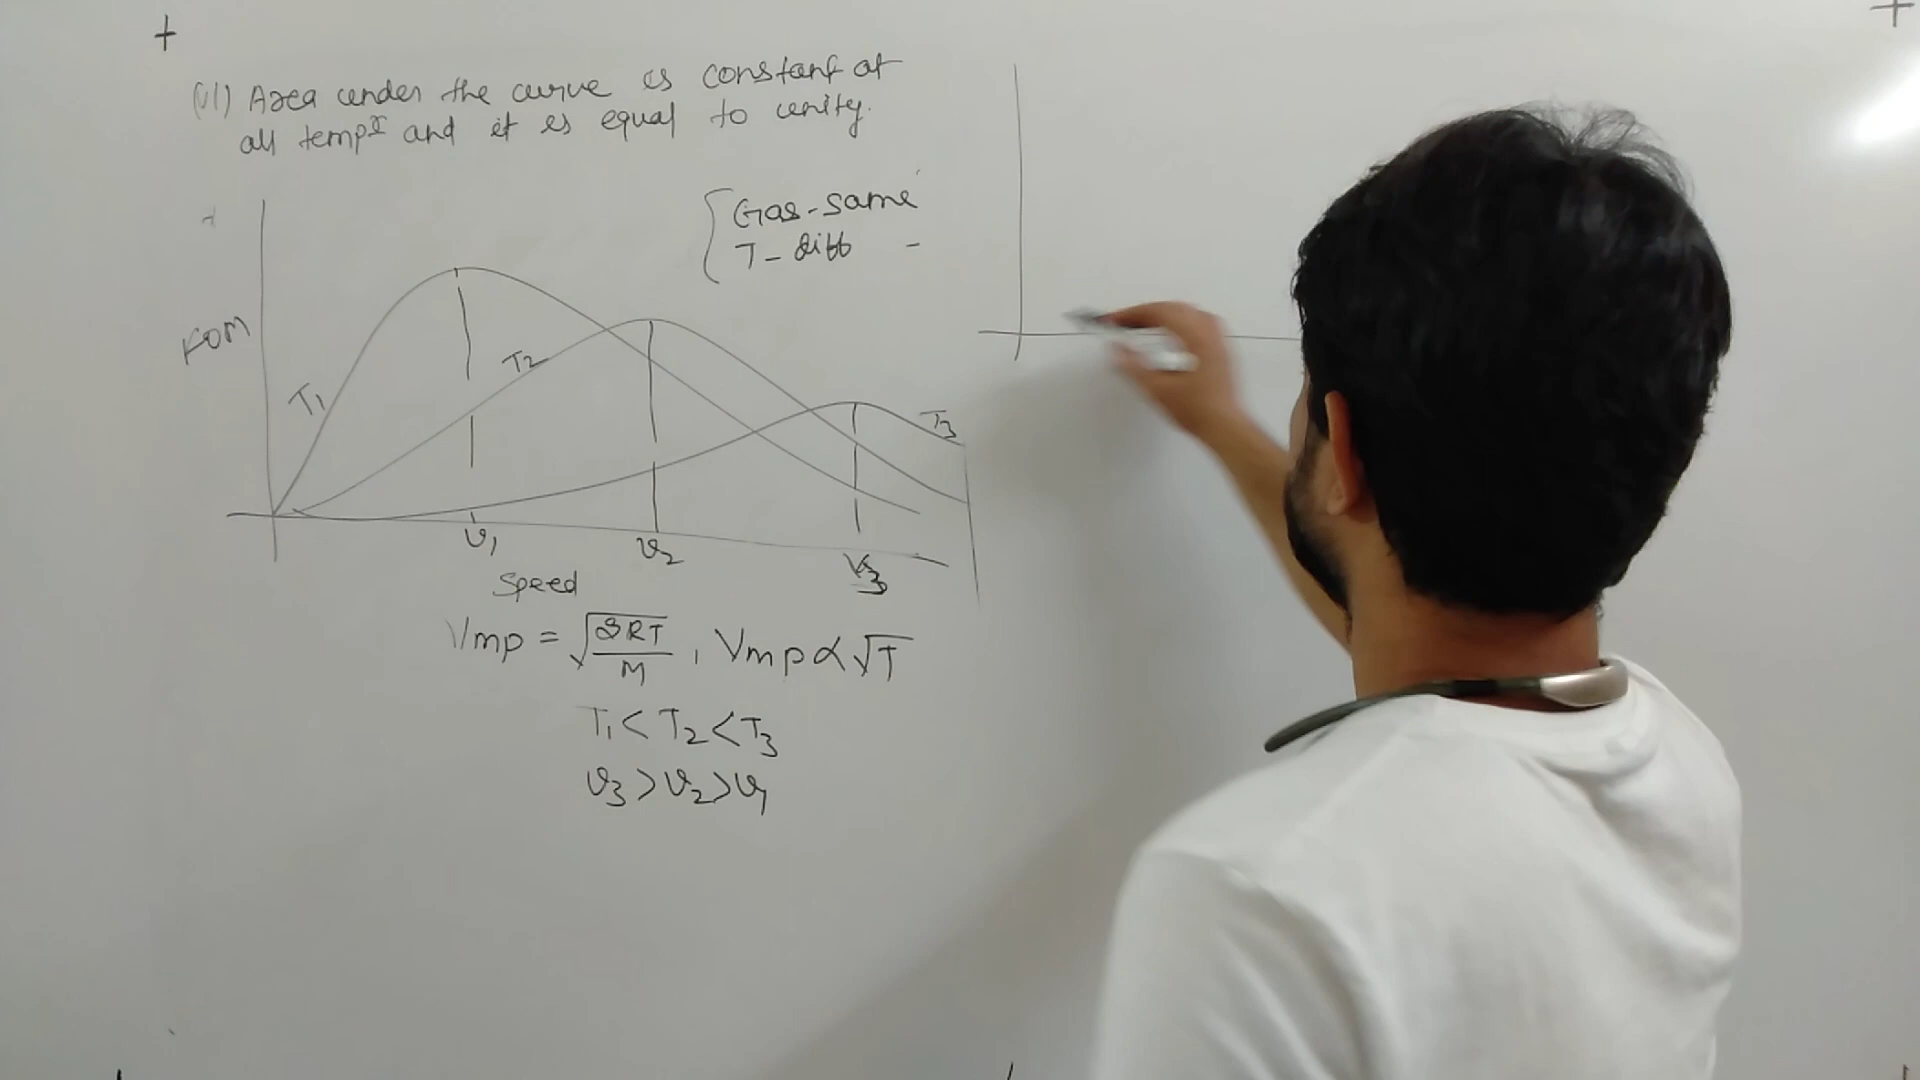 (VI) Area under the curve is constant at
all tempr and it is equal to unity.
Gas-same
T-diff
FOM
T1
T2
T3
v1
v2
V3
Speed
Vmp = √2RT/M , Vmp∝√T
T1 < T2 < T3
v3 > v2 > v1